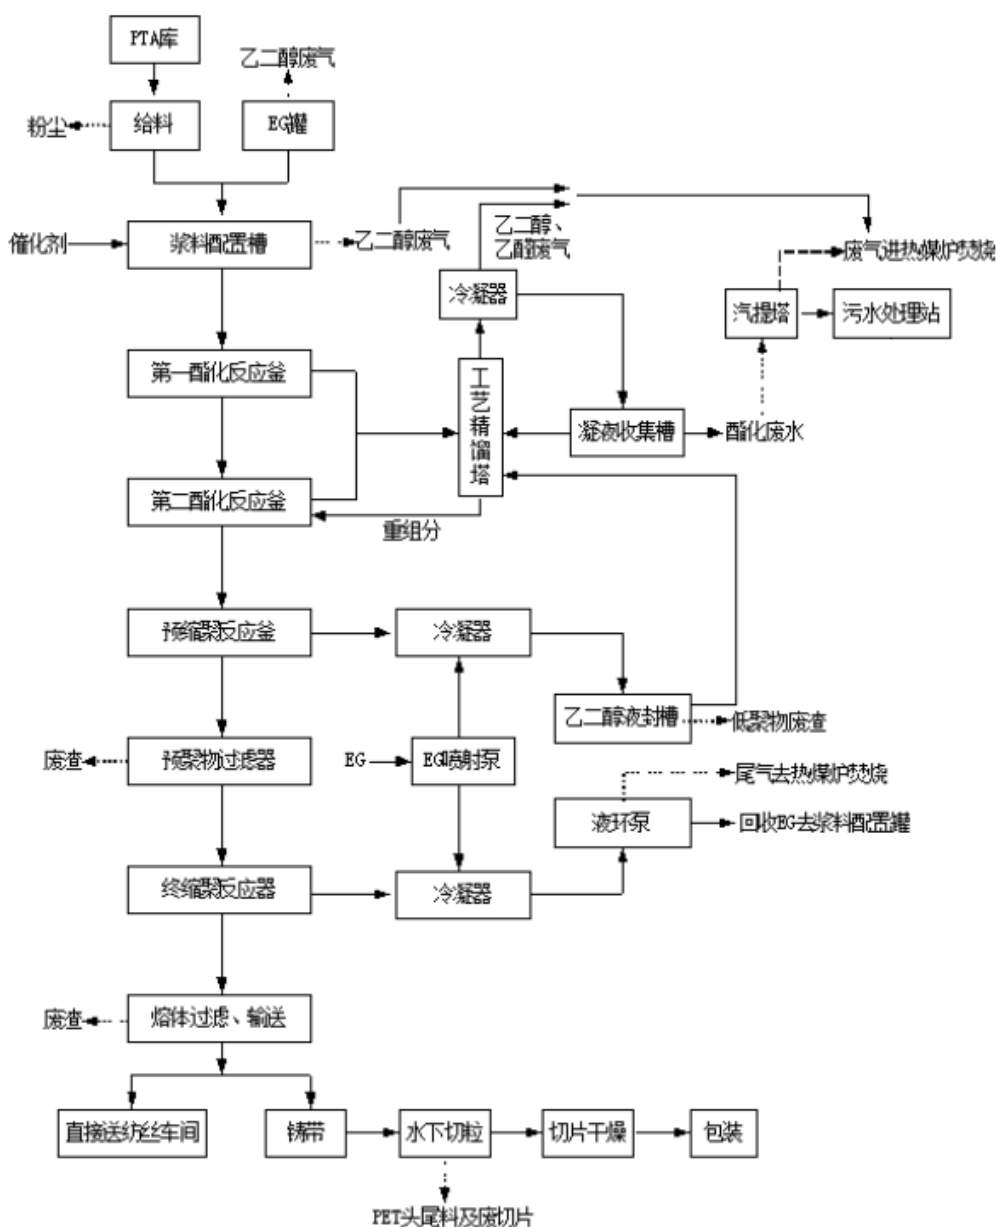 PTA库
乙二醇废气
粉尘
给料
EG罐
催化剂
浆料配置槽
乙二醇废气
乙二醇、
乙醛废气
废气进热媒炉焚烧
冷凝器
汽提塔
污水处理站
第一酯化反应釜
工艺精馏塔
凝液收集槽
酯化废水
第二酯化反应釜
重组分
预缩聚反应釜
冷凝器
乙二醇液封槽
低聚物废渣
废查
预聚物过滤器
EG
EG喷射泵
尾气去热煤炉焚烧
液环泵
回收EG去浆料配置罐
终缩聚反应器
冷凝器
废查
熔体过滤、输送
直接送纺丝车间
铸带
水下切粒
切片干燥
包装
PET头尾料及废切片